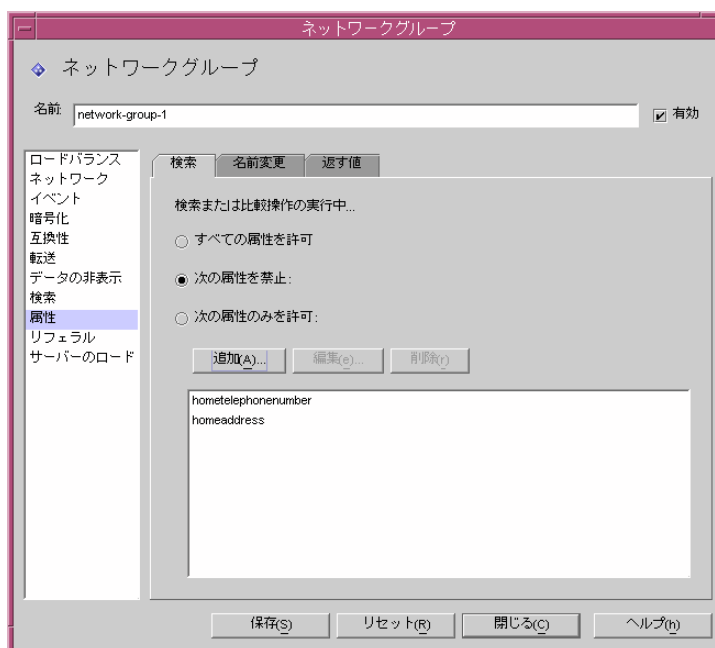 ネットワークグループ
ネットワークグループ
名前: network-group-1 有効
ロードバランス
ネットワーク
イベント
暗号化
互換性
転送
データの非表示
検索
属性
リフェラル
サーバーのロード
検索 名前変更 返す値
検索または比較操作の実行中...
すべての属性を許可
次の属性を禁止:
次の属性のみを許可:
追加(A)... 編集(e)... 削除(r)
hometelephonenumber
homeaddress
保存(S) リセット(R) 閉じる(C) ヘルプ(h)